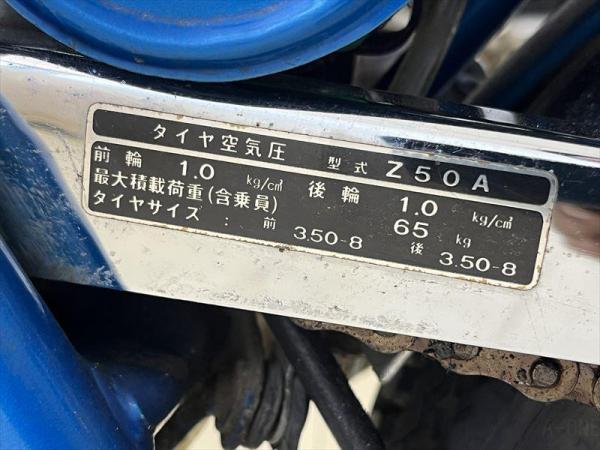 タイヤ空気圧 型式 Z50A
前輪 1.0 kg/c㎡ 後輪 1.0 kg/c㎡
最大積載荷重(含乗員) 65 kg
タイヤサイズ : 前 3.50-8 後 3.50-8
A-ONE